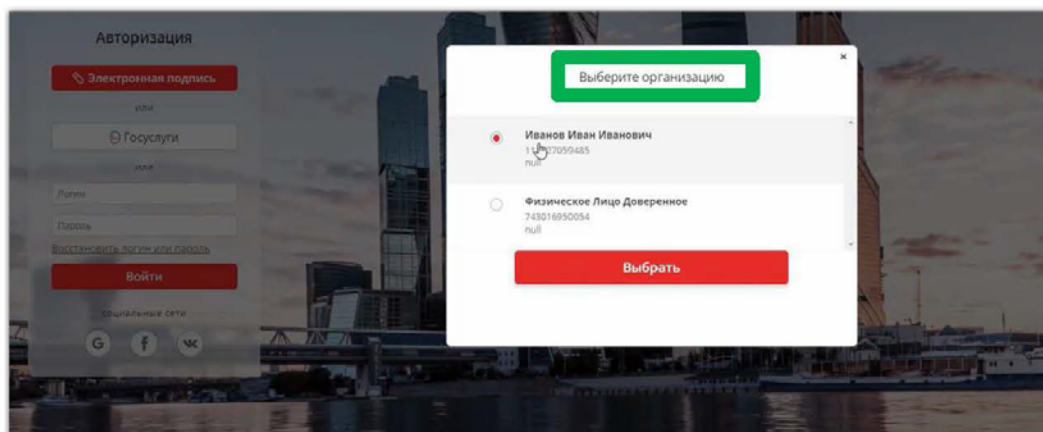 Авторизация
Электронная подпись
или
Госуслуги
или
Логин
Пароль
Восстановить логин или пароль
Войти
социальные сети
G f
Выберите организацию
×
Иванов Иван Иванович
null
Физическое Лицо Доверенное
743016950054
null
Выбрать